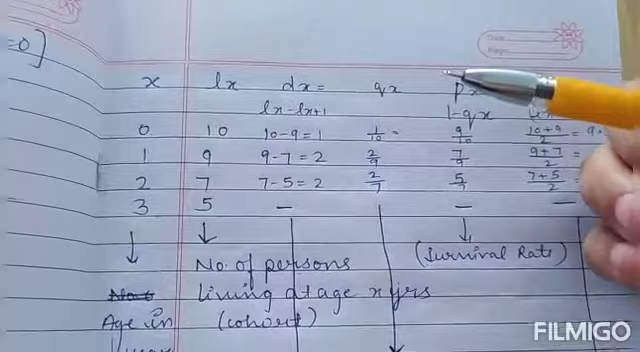 =0]
Date
Page
x lx dx= qx px
lx-lx+1 1-qx
0 10 10-9=1 1/10= 9/10 10+9/2 = 9.
1 9 9-7=2 2/9 7/9 9+7/2 =
2 7 7-5=2 2/7 5/7 7+5/2 =
3 5 - - -
No. of persons (Survival Rate)
living at age x yrs
Age in (cohort)
FILMIGO